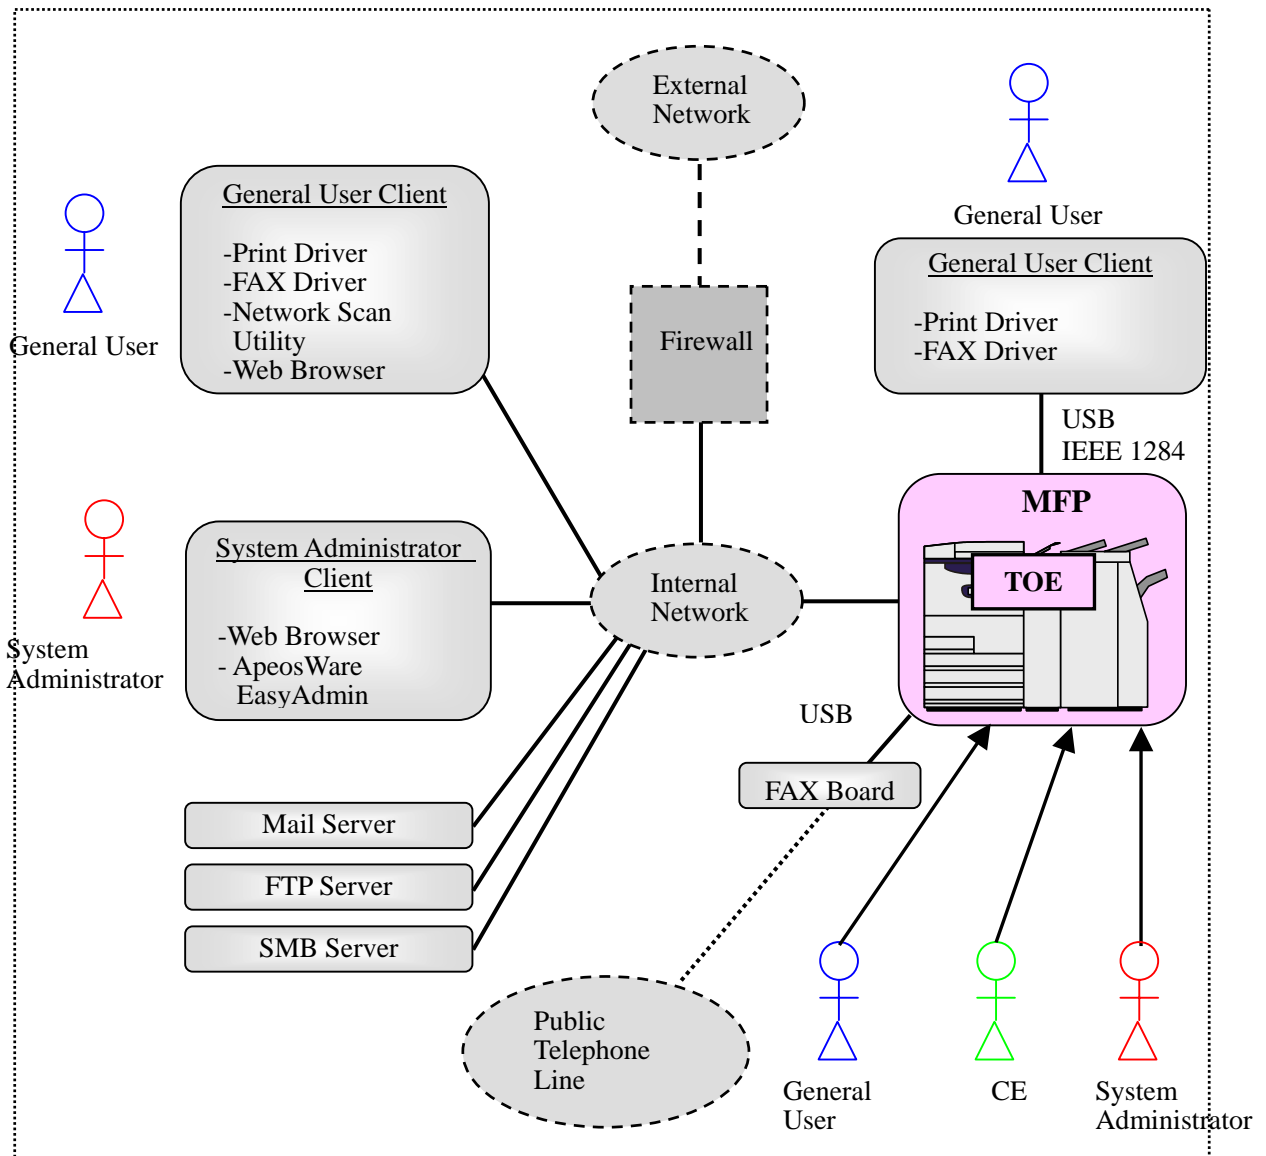 External
Network
General User
General User Client
-Print Driver
-FAX Driver
-Network Scan
Utility
-Web Browser
General User
General User Client
-Print Driver
-FAX Driver
Firewall
USB
IEEE 1284
MFP
TOE
System Administrator
Client
-Web Browser
- ApeosWare
EasyAdmin
System
Administrator
Internal
Network
USB
FAX Board
Mail Server
FTP Server
SMB Server
Public
Telephone
Line
General
User
CE
System
Administrator